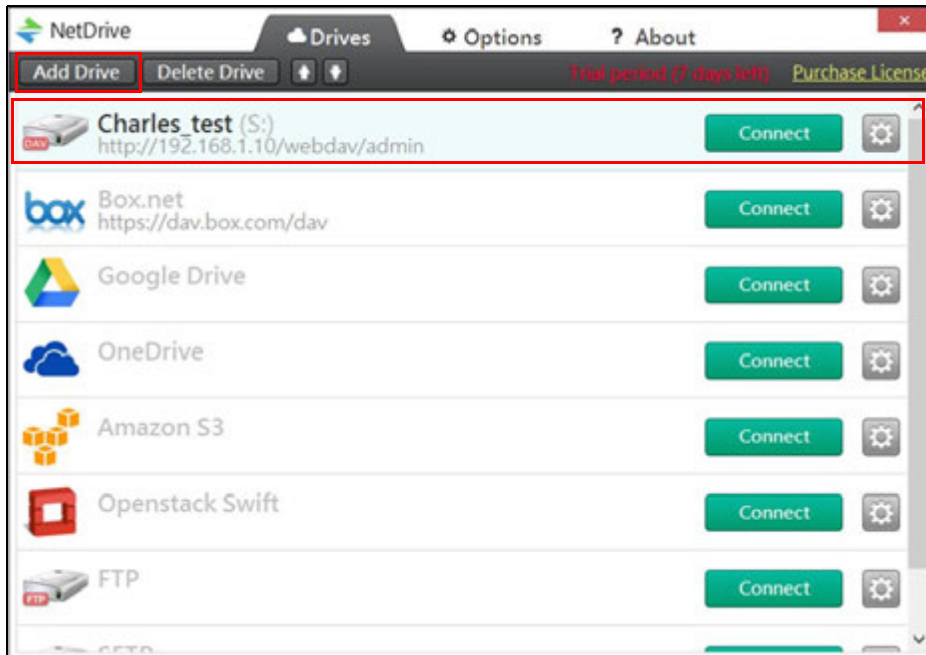 NetDrive
Drives
Options
? About
Add Drive
Delete Drive
Trial period (7 days left)
Purchase License
Charles_test (S:)
http://192.168.1.10/webdav/admin
DAV
Connect
box
Box.net
https://dav.box.com/dav
Connect
Google Drive
Connect
OneDrive
Connect
Amazon S3
Connect
Openstack Swift
Connect
FTP
FTP
Connect
SFTP